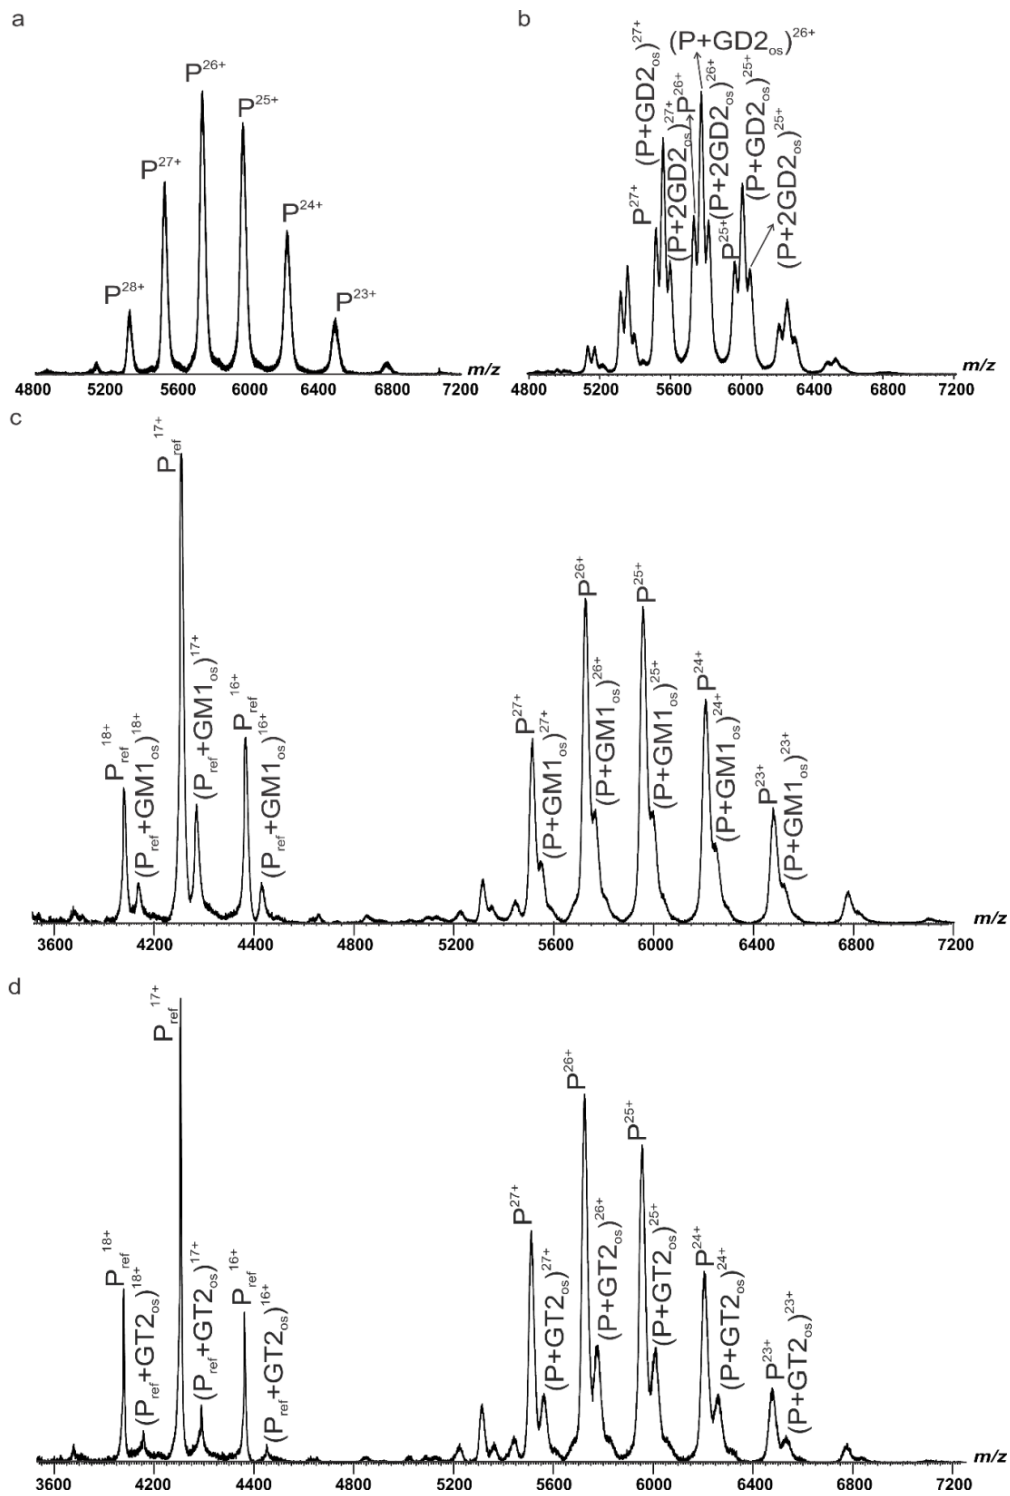 a
P28+
P27+
P26+
P25+
P24+
P23+
4800 5200 5600 6000 6400 6800 7200
m/z
b
P27+
(P+GD2os)27+
(P+2GD2os)27+
P26+
(P+GD2os)26+
(P+2GD2os)26+
P25+
(P+GD2os)25+
(P+2GD2os)25+
4800 5200 5600 6000 6400 6800 7200
m/z
c
Pref18+
(Pref+GM1os)18+
Pref17+
(Pref+GM1os)17+
Pref16+
(Pref+GM1os)16+
P27+
(P+GM1os)27+
P26+
(P+GM1os)26+
P25+
(P+GM1os)25+
P24+
(P+GM1os)24+
P23+
(P+GM1os)23+
3600 4200 4400 4800 5200 5600 6000 6400 6800 7200
m/z
d
Pref18+
(Pref+GT2os)18+
Pref17+
(Pref+GT2os)17+
Pref16+
(Pref+GT2os)16+
P27+
(P+GT2os)27+
P26+
(P+GT2os)26+
P25+
(P+GT2os)25+
P24+
(P+GT2os)24+
P23+
(P+GT2os)23+
3600 4200 4400 4800 5200 5600 6000 6400 6800 7200
m/z